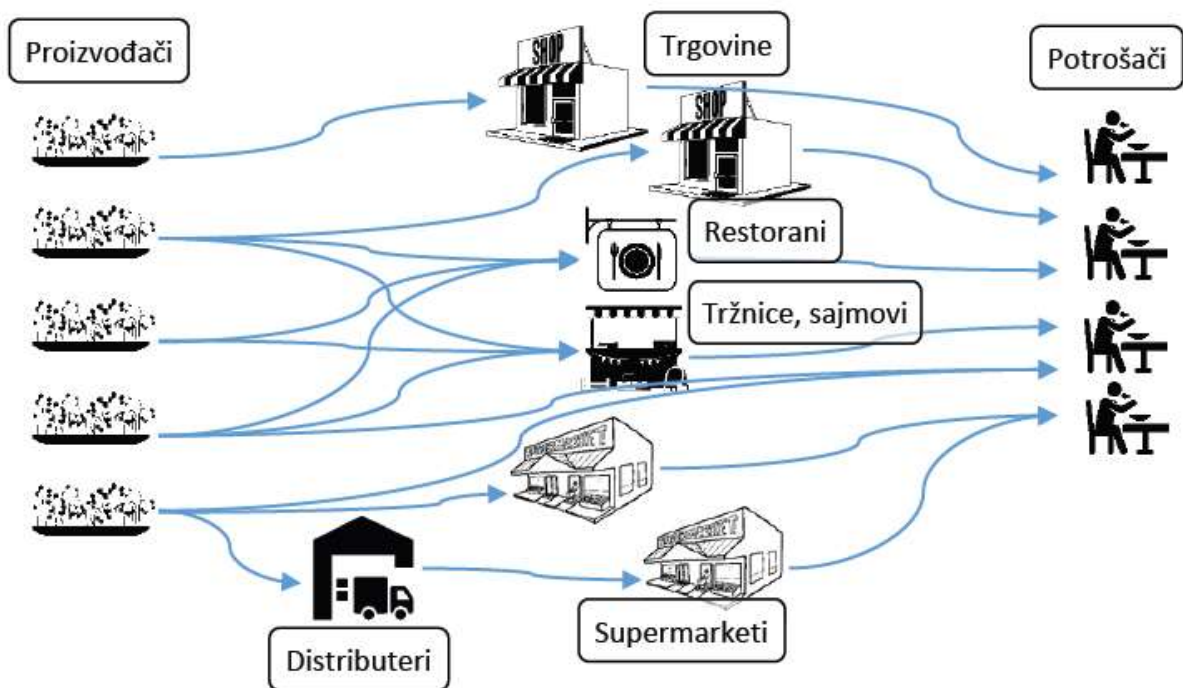 Proizvođači
SHOP
Trgovine
SHOP
Potrošači
Restorani
Tržnice, sajmovi
Supermarketi
Distributeri